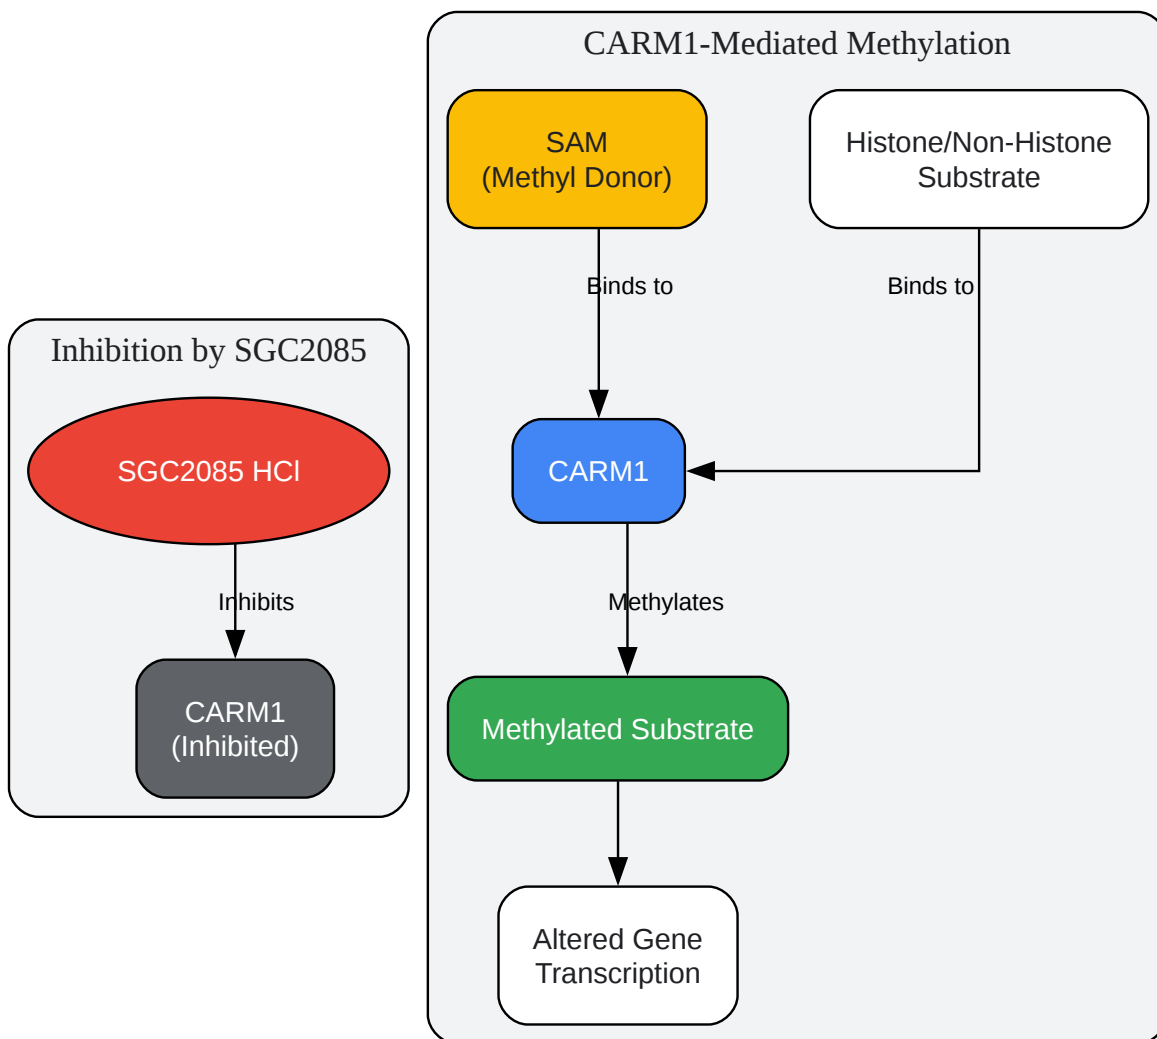 CARM1-Mediated Methylation
SAM
(Methyl Donor)
Histone/Non-Histone
Substrate
Binds to
Binds to
Inhibition by SGC2085
SGC2085 HCl
CARM1
Inhibits
Methylates
CARM1
(Inhibited)
Methylated Substrate
Altered Gene
Transcription